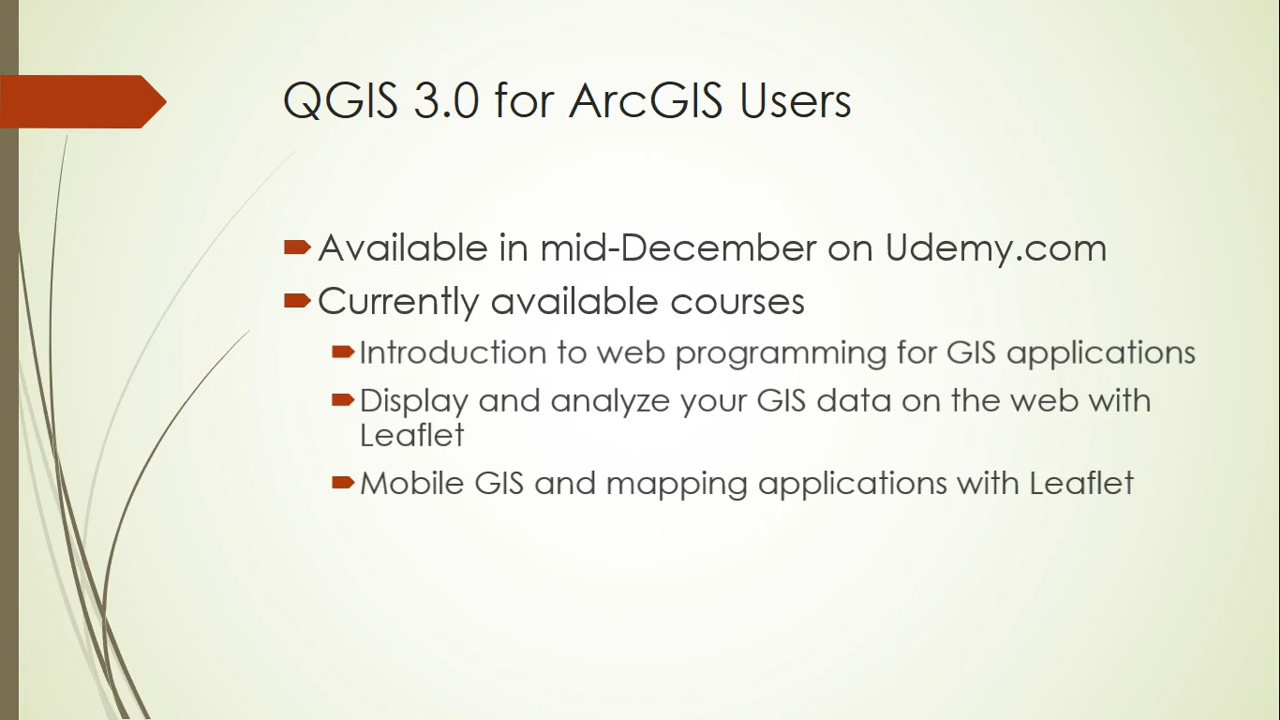 QGIS 3.0 for ArcGIS Users
Available in mid-December on Udemy.com
Currently available courses
Introduction to web programming for GIS applications
Display and analyze your GIS data on the web with
Leaflet
Mobile GIS and mapping applications with Leaflet